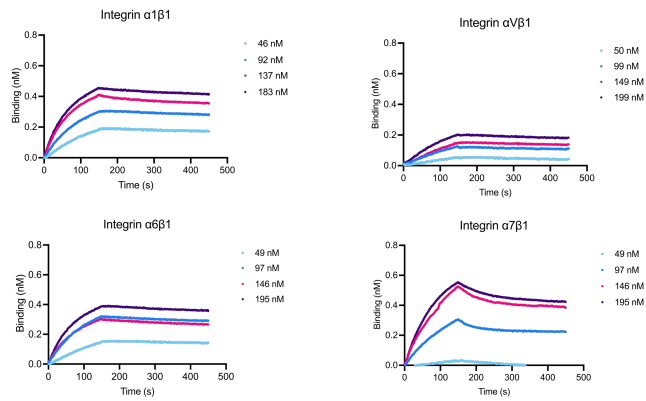 Integrin α1β1
0.8
0.6
0.4
0.2
0.0
Binding (nM)
0
100
200
300
400
500
Time (s)
46 nM
92 nM
137 nM
183 nM
Integrin αVβ1
0.8
0.6
0.4
0.2
0.0
Binding (nM)
0
100
200
300
400
500
Time (s)
50 nM
99 nM
149 nM
199 nM
Integrin α6β1
0.8
0.6
0.4
0.2
0.0
Binding (nM)
0
100
200
300
400
500
Time (s)
49 nM
97 nM
146 nM
195 nM
Integrin α7β1
0.8
0.6
0.4
0.2
0.0
Binding (nM)
0
100
200
300
400
500
Time (s)
49 nM
97 nM
146 nM
195 nM